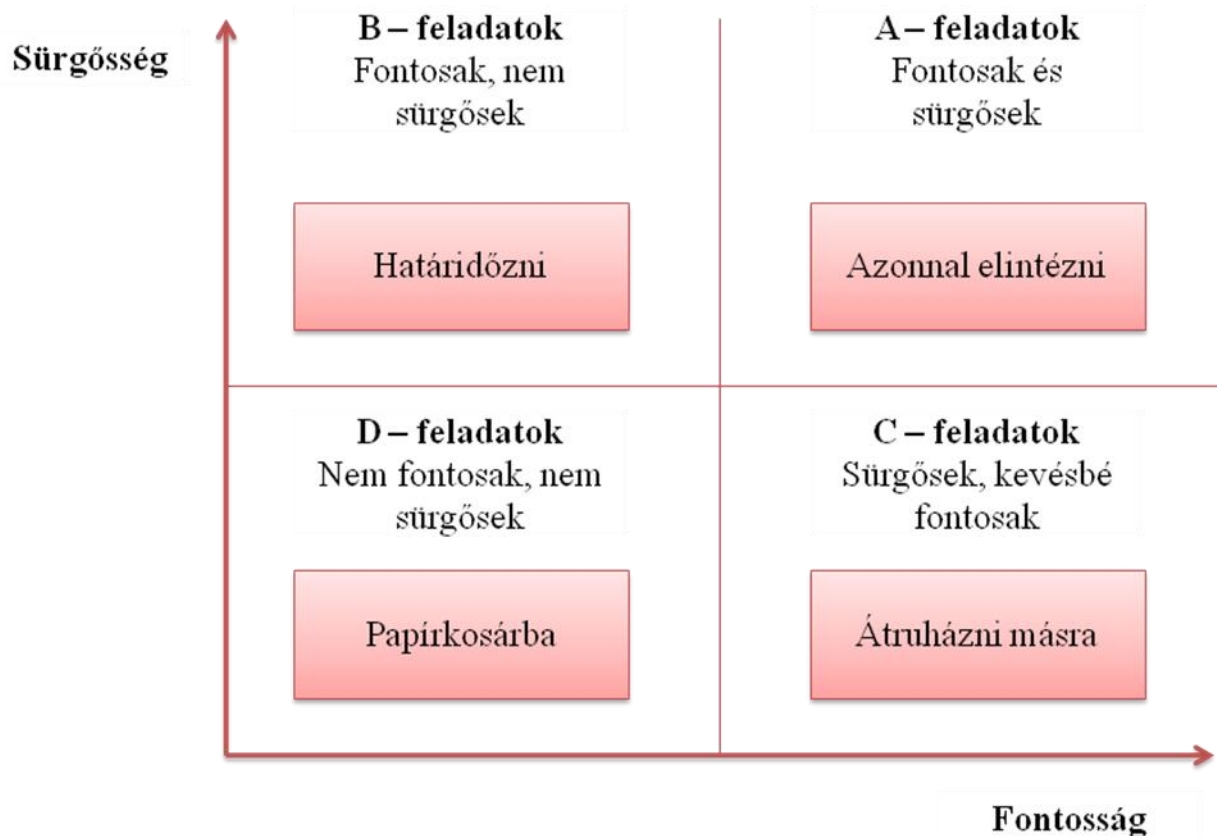 Sürgősség
B – feladatok
Fontosak, nem
sürgősek
Határidőzni
A – feladatok
Fontosak és
sürgősek
Azonnal elintézni
D – feladatok
Nem fontosak, nem
sürgősek
Papírkosárba
C – feladatok
Sürgősek, kevésbé
fontosak
Átruházni másra
Fontosság